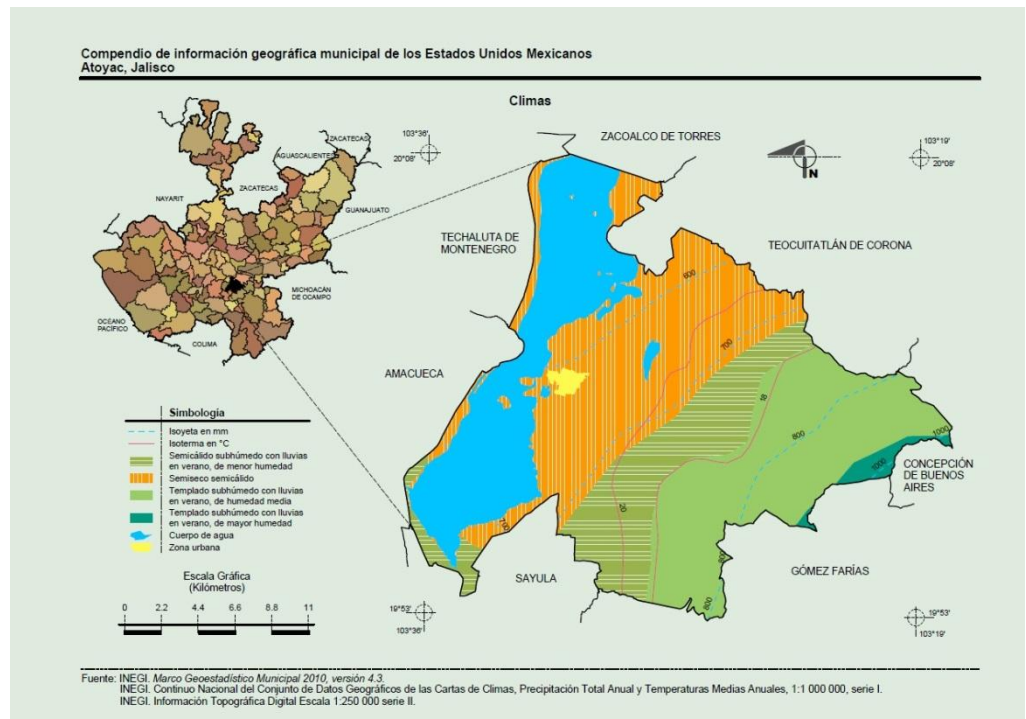 Compendio de información geográfica municipal de los Estados Unidos Mexicanos
Atoyac, Jalisco
Climas
ZACATECAS
AGUASCALIENTES
ZACATECAS
NAYARIT
GUANAJUATO
MICHOACÁN
DE OCAMPO
OCEANO
PACÍFICO
COLIMA
103°36'
20°08'
ZACOALCO DE TORRES
N
103°19'
20°08'
TECHALUTA DE
MONTENEGRO
TEOCUITATLÁN DE CORONA
600
700
AMACUECA
18
800
1000
1000
CONCEPCIÓN
DE BUENOS
AIRES
20
700
800
800
SAYULA
GÓMEZ FARÍAS
Simbología
Isoyeta en mm
Isoterma en °C
Semicálido subhúmedo con lluvias
en verano, de menor humedad
Semiseco semicálido
Templado subhúmedo con lluvias
en verano, de humedad media
Templado subhúmedo con lluvias
en verano, de mayor humedad
Cuerpo de agua
Zona urbana
Escala Gráfica
(Kilómetros)
0 2.2 4.4 6.6 8.8 11
19°53'
103°36'
19°53'
103°19'
Fuente: INEGI. Marco Geoestadístico Municipal 2010, versión 4.3.
INEGI. Continuo Nacional del Conjunto de Datos Geográficos de las Cartas de Climas, Precipitación Total Anual y Temperaturas Medias Anuales, 1:1 000 000, serie I.
INEGI. Información Topográfica Digital Escala 1:250 000 serie II.